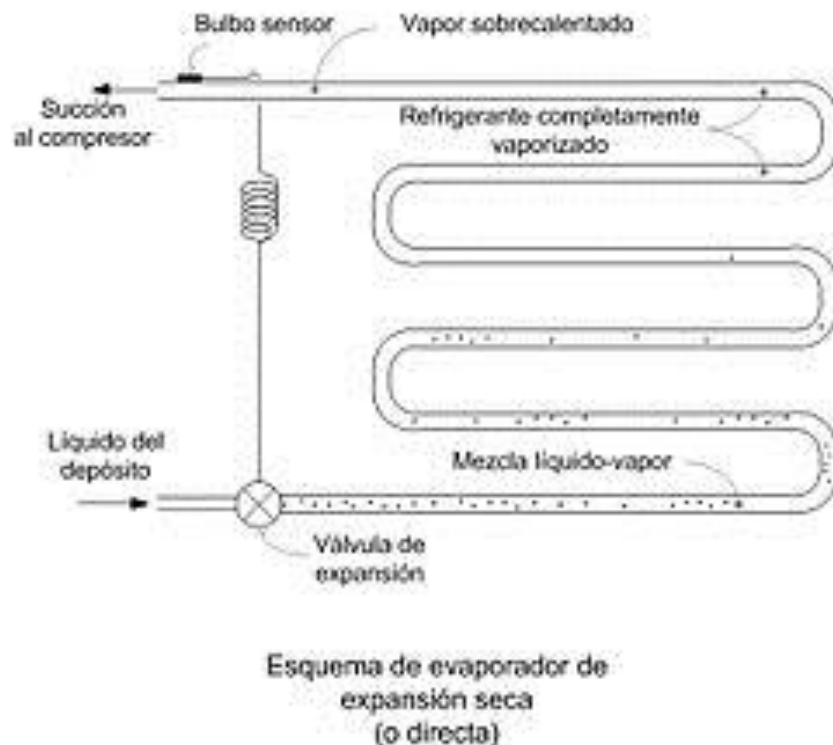 Bulbo sensor
Vapor sobrecalentado
Succión
al compresor
Refrigerante completamente
vaporizado
Líquido del
depósito
Mezcla líquido-vapor
Válvula de
expansión
Esquema de evaporador de
expansión seca
(o directa)